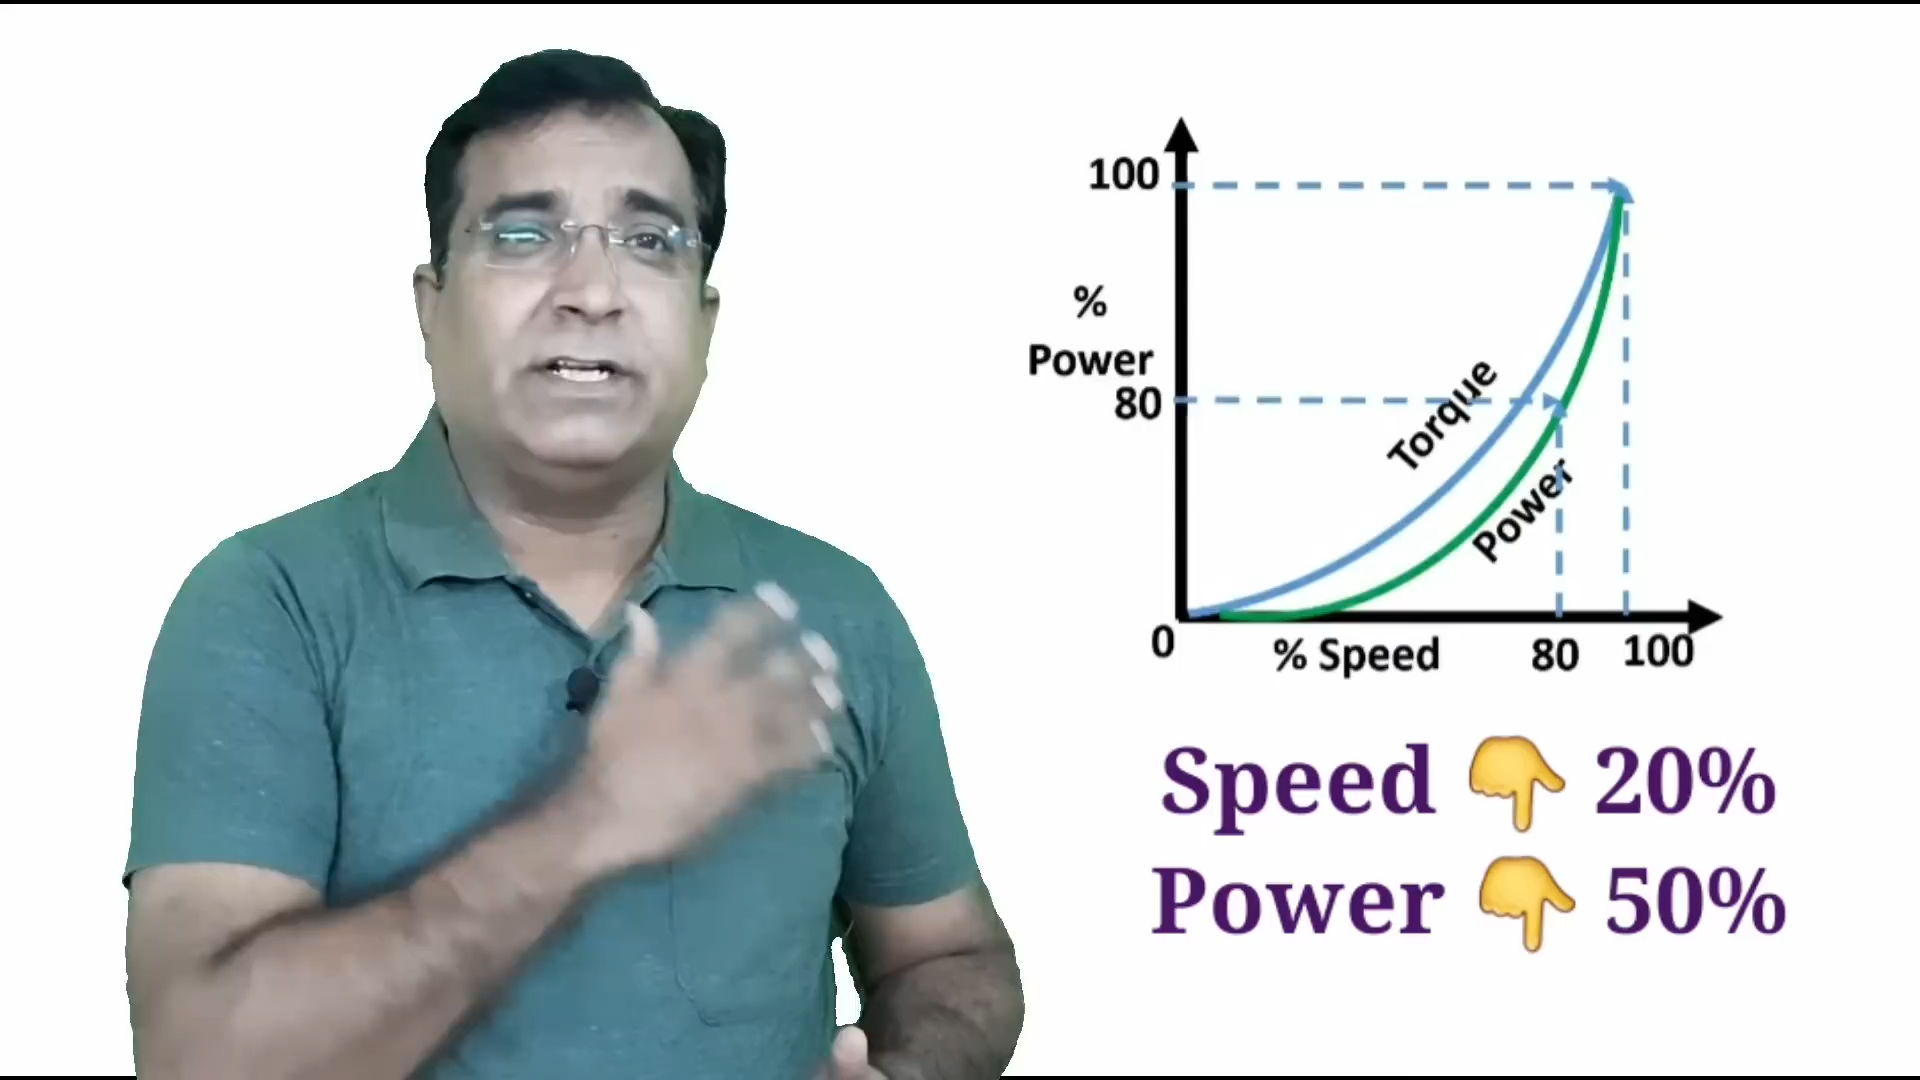 100
%
Power
80
Torque
Power
0
% Speed
80
100
Speed 👇 20%
Power 👇 50%